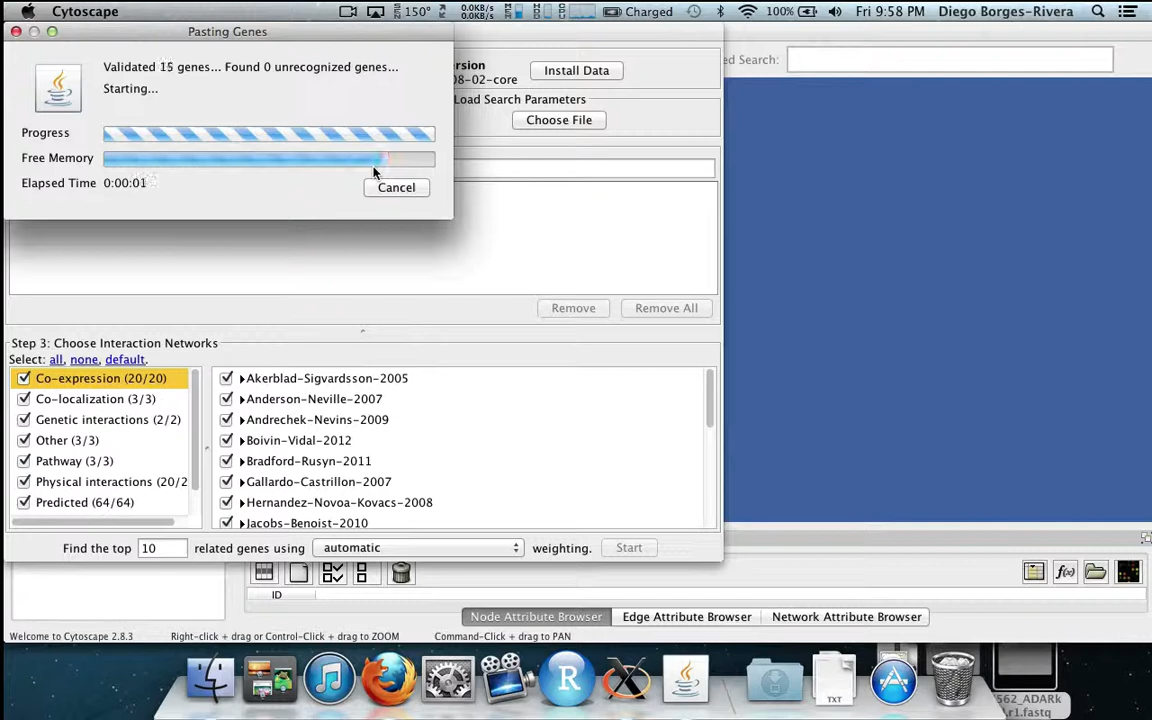 Cytoscape 150° 0.0KB/s 0.0KB/s Charged 100% Fri 9:58 PM Diego Borges-Rivera
Pasting Genes
Validated 15 genes... Found 0 unrecognized genes...
Starting...
Progress
Free Memory
Elapsed Time 0:00:01
Cancel
ersion
08-02-core
Install Data
Load Search Parameters
Choose File
ed Search:
Remove Remove All
Step 3: Choose Interaction Networks
Select: all, none, default.
Co-expression (20/20)
Co-localization (3/3)
Genetic interactions (2/2)
Other (3/3)
Pathway (3/3)
Physical interactions (20/2
Predicted (64/64)
Akerblad-Sigvardsson-2005
Anderson-Neville-2007
Andrechek-Nevins-2009
Boivin-Vidal-2012
Bradford-Rusyn-2011
Gallardo-Castrillon-2007
Hernandez-Novoa-Kovacs-2008
Jacobs-Benoist-2010
Find the top 10 related genes using automatic weighting. Start
f(x)
ID
Node Attribute Browser Edge Attribute Browser Network Attribute Browser
Welcome to Cytoscape 2.8.3 Right-click + drag or Control-Click + drag to ZOOM Command-Click + drag to PAN
R
X
TXT
562_ADARk
.r1.fastq